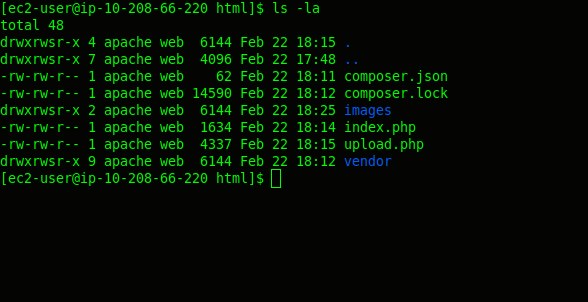 [ec2-user@ip-10-208-66-220 html]$ ls -la
total 48
drwxrwsr-x 4 apache web  6144 Feb 22 18:15 .
drwxrwsr-x 7 apache web  4096 Feb 22 17:48 ..
-rw-rw-r-- 1 apache web    62 Feb 22 18:11 composer.json
-rw-rw-r-- 1 apache web 14590 Feb 22 18:12 composer.lock
drwxrwsr-x 2 apache web  6144 Feb 22 18:25 images
-rw-rw-r-- 1 apache web  1634 Feb 22 18:14 index.php
-rw-rw-r-- 1 apache web  4337 Feb 22 18:15 upload.php
drwxrwsr-x 9 apache web  6144 Feb 22 18:12 vendor
[ec2-user@ip-10-208-66-220 html]$